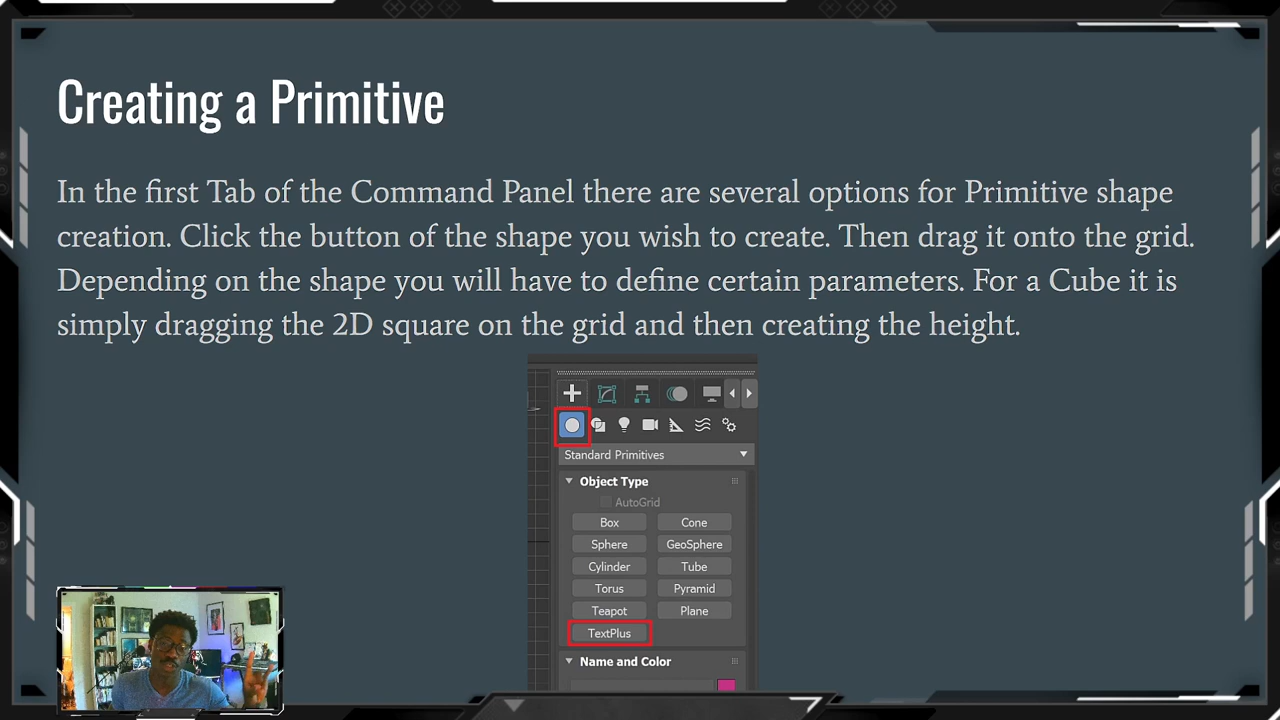 Creating a Primitive
In the first Tab of the Command Panel there are several options for Primitive shape
creation. Click the button of the shape you wish to create. Then drag it onto the grid.
Depending on the shape you will have to define certain parameters. For a Cube it is
simply dragging the 2D square on the grid and then creating the height.
Standard Primitives
Object Type
AutoGrid
Box Cone
Sphere GeoSphere
Cylinder Tube
Torus Pyramid
Teapot Plane
TextPlus
Name and Color